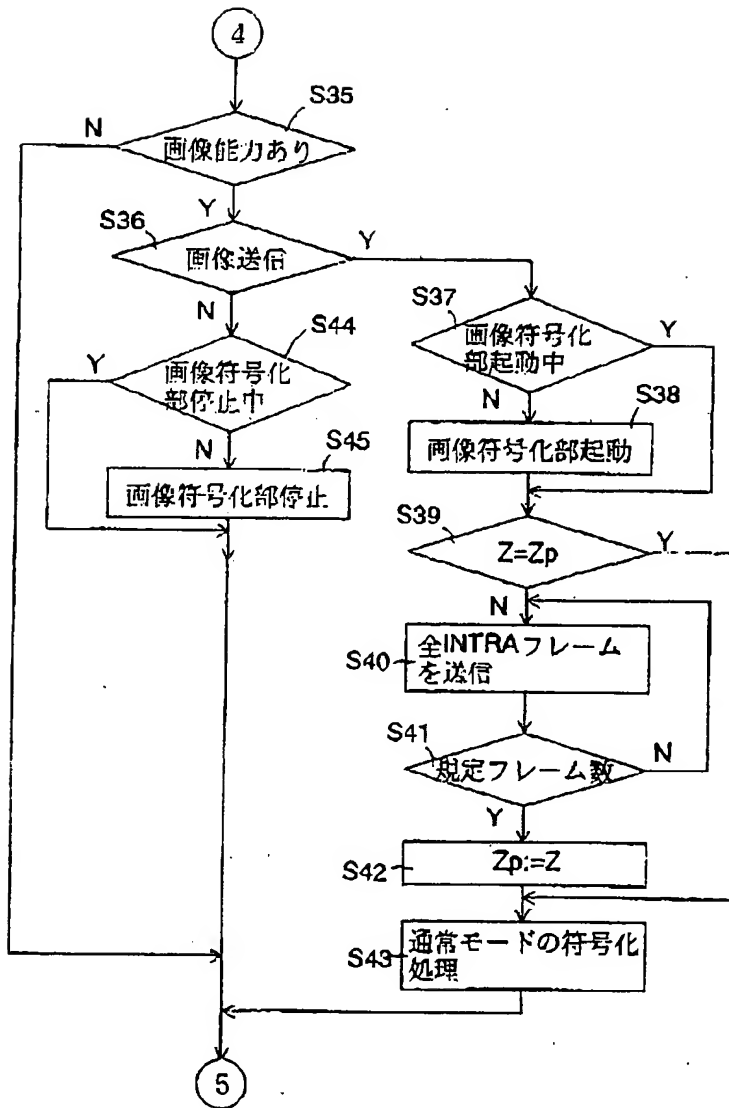 4
S35
N
画像能力あり
Y
S36
画像送信
Y
N
S37
画像符号化
部起動中
Y
N
S44
Y
画像符号化
部停止中
N
S38
画像符号化部起動
S45
画像符号化部停止
S39
Z=Zp
Y
N
S40
全INTRAフレーム
を送信
S41
規定フレーム数
N
Y
S42
Zp:=Z
S43
通常モードの符号化
処理
5